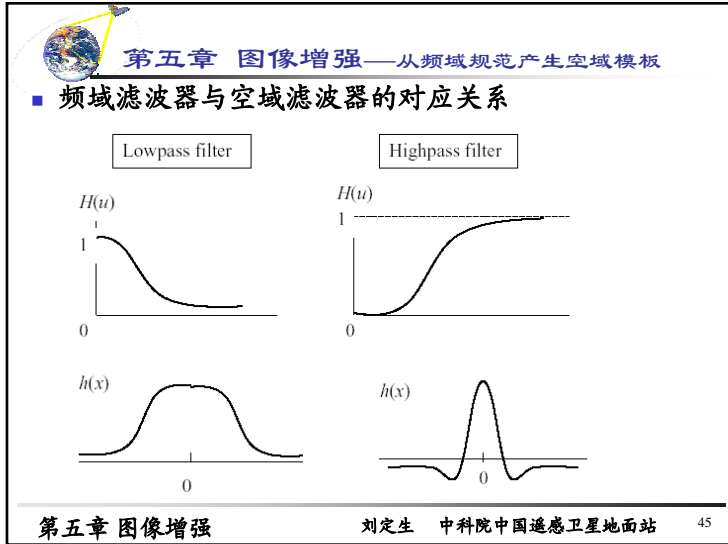 第五章 图像增强——从频域规范产生空域模板
频域滤波器与空域滤波器的对应关系
Lowpass filter
Highpass filter
H(u)
1
0
H(u)
1
0
h(x)
0
h(x)
0
第五章 图像增强
刘定生 中科院中国遥感卫星地面站
45